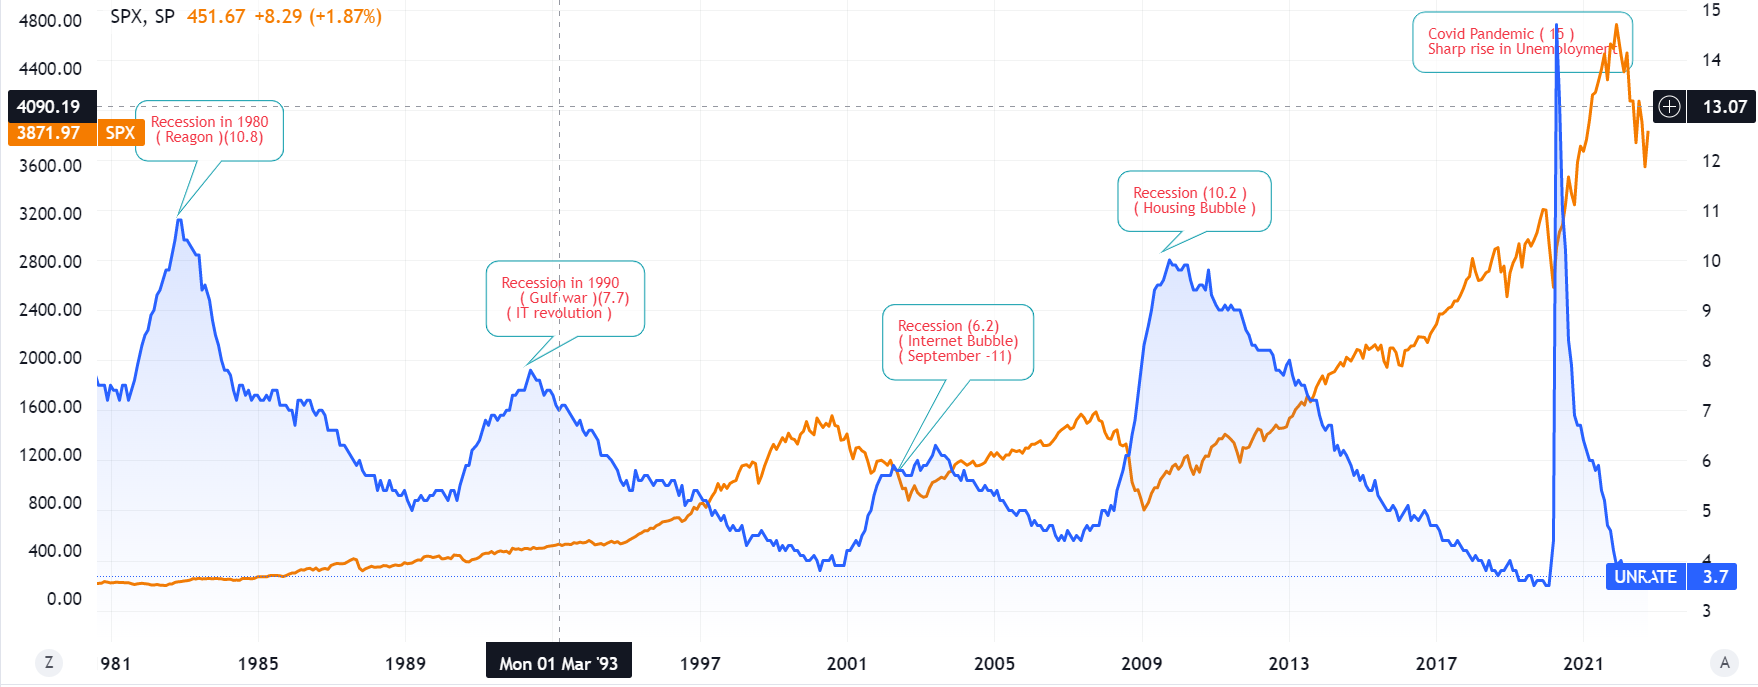 SPX, SP 451.67 +8.29 (+1.87%)
4800.00
4400.00
4090.19
3871.97 SPX
3600.00
3200.00
2800.00
2400.00
2000.00
1600.00
1200.00
800.00
400.00
0.00
Recession in 1980
( Reagon )(10.8)
Recession in 1990
( Gulf war )(7.7)
( IT revolution )
Recession (6.2)
( Internet Bubble)
( September -11)
Recession (10.2 )
( Housing Bubble )
Covid Pandemic ( 15 )
Sharp rise in Unemployment
15
14
13.07
12
11
10
9
8
7
6
5
4
UNRATE 3.7
3
Z
981
1985
1989
Mon 01 Mar '93
1997
2001
2005
2009
2013
2017
2021
A